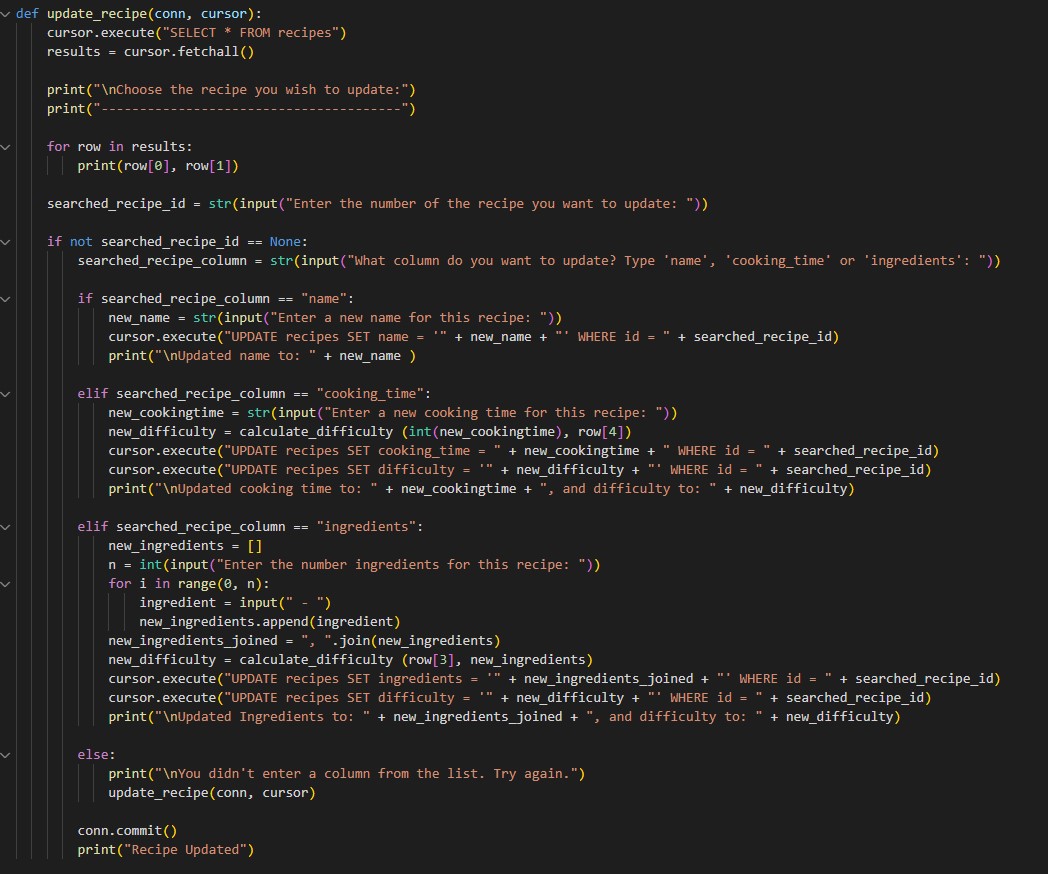 def update_recipe(conn, cursor):
    cursor.execute("SELECT * FROM recipes")
    results = cursor.fetchall()

    print("\nChoose the recipe you wish to update:")
    print("---------------------------------------")

    for row in results:
        print(row[0], row[1])

    searched_recipe_id = str(input("Enter the number of the recipe you want to update: "))

    if not searched_recipe_id == None:
        searched_recipe_column = str(input("What column do you want to update? Type 'name', 'cooking_time' or 'ingredients': "))

        if searched_recipe_column == "name":
            new_name = str(input("Enter a new name for this recipe: "))
            cursor.execute("UPDATE recipes SET name = '" + new_name + "' WHERE id = " + searched_recipe_id)
            print("\nUpdated name to: " + new_name )

        elif searched_recipe_column == "cooking_time":
            new_cookingtime = str(input("Enter a new cooking time for this recipe: "))
            new_difficulty = calculate_difficulty (int(new_cookingtime), row[4])
            cursor.execute("UPDATE recipes SET cooking_time = " + new_cookingtime + " WHERE id = " + searched_recipe_id)
            cursor.execute("UPDATE recipes SET difficulty = '" + new_difficulty + "' WHERE id = " + searched_recipe_id)
            print("\nUpdated cooking time to: " + new_cookingtime + ", and difficulty to: " + new_difficulty)

        elif searched_recipe_column == "ingredients":
            new_ingredients = []
            n = int(input("Enter the number ingredients for this recipe: "))
            for i in range(0, n):
                ingredient = input(" - ")
                new_ingredients.append(ingredient)
            new_ingredients_joined = ", ".join(new_ingredients)
            new_difficulty = calculate_difficulty (row[3], new_ingredients)
            cursor.execute("UPDATE recipes SET ingredients = '" + new_ingredients_joined + "' WHERE id = " + searched_recipe_id)
            cursor.execute("UPDATE recipes SET difficulty = '" + new_difficulty + "' WHERE id = " + searched_recipe_id)
            print("\nUpdated Ingredients to: " + new_ingredients_joined + ", and difficulty to: " + new_difficulty)

        else:
            print("\nYou didn't enter a column from the list. Try again.")
            update_recipe(conn, cursor)

        conn.commit()
        print("Recipe Updated")